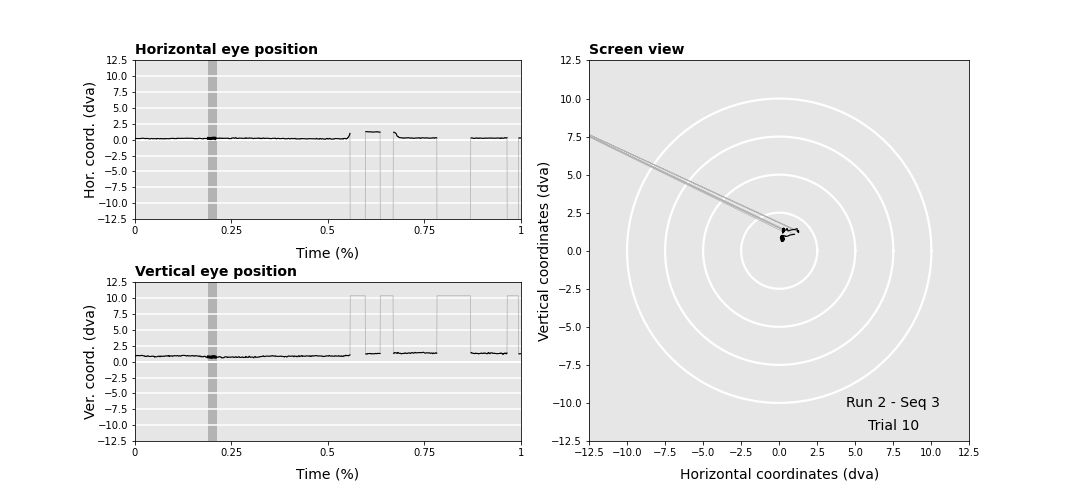 Horizontal eye position
Hor. coord. (dva)
12.5
10.0
7.5
5.0
2.5
0.0
−2.5
−5.0
−7.5
−10.0
−12.5
0 0.25 0.5 0.75 1
Time (%)
Vertical eye position
Ver. coord. (dva)
12.5
10.0
7.5
5.0
2.5
0.0
−2.5
−5.0
−7.5
−10.0
−12.5
0 0.25 0.5 0.75 1
Time (%)
Screen view
Vertical coordinates (dva)
12.5
10.0
7.5
5.0
2.5
0.0
−2.5
−5.0
−7.5
−10.0
−12.5
Run 2 - Seq 3
Trial 10
−12.5 −10.0 −7.5 −5.0 −2.5 0.0 2.5 5.0 7.5 10.0 12.5
Horizontal coordinates (dva)